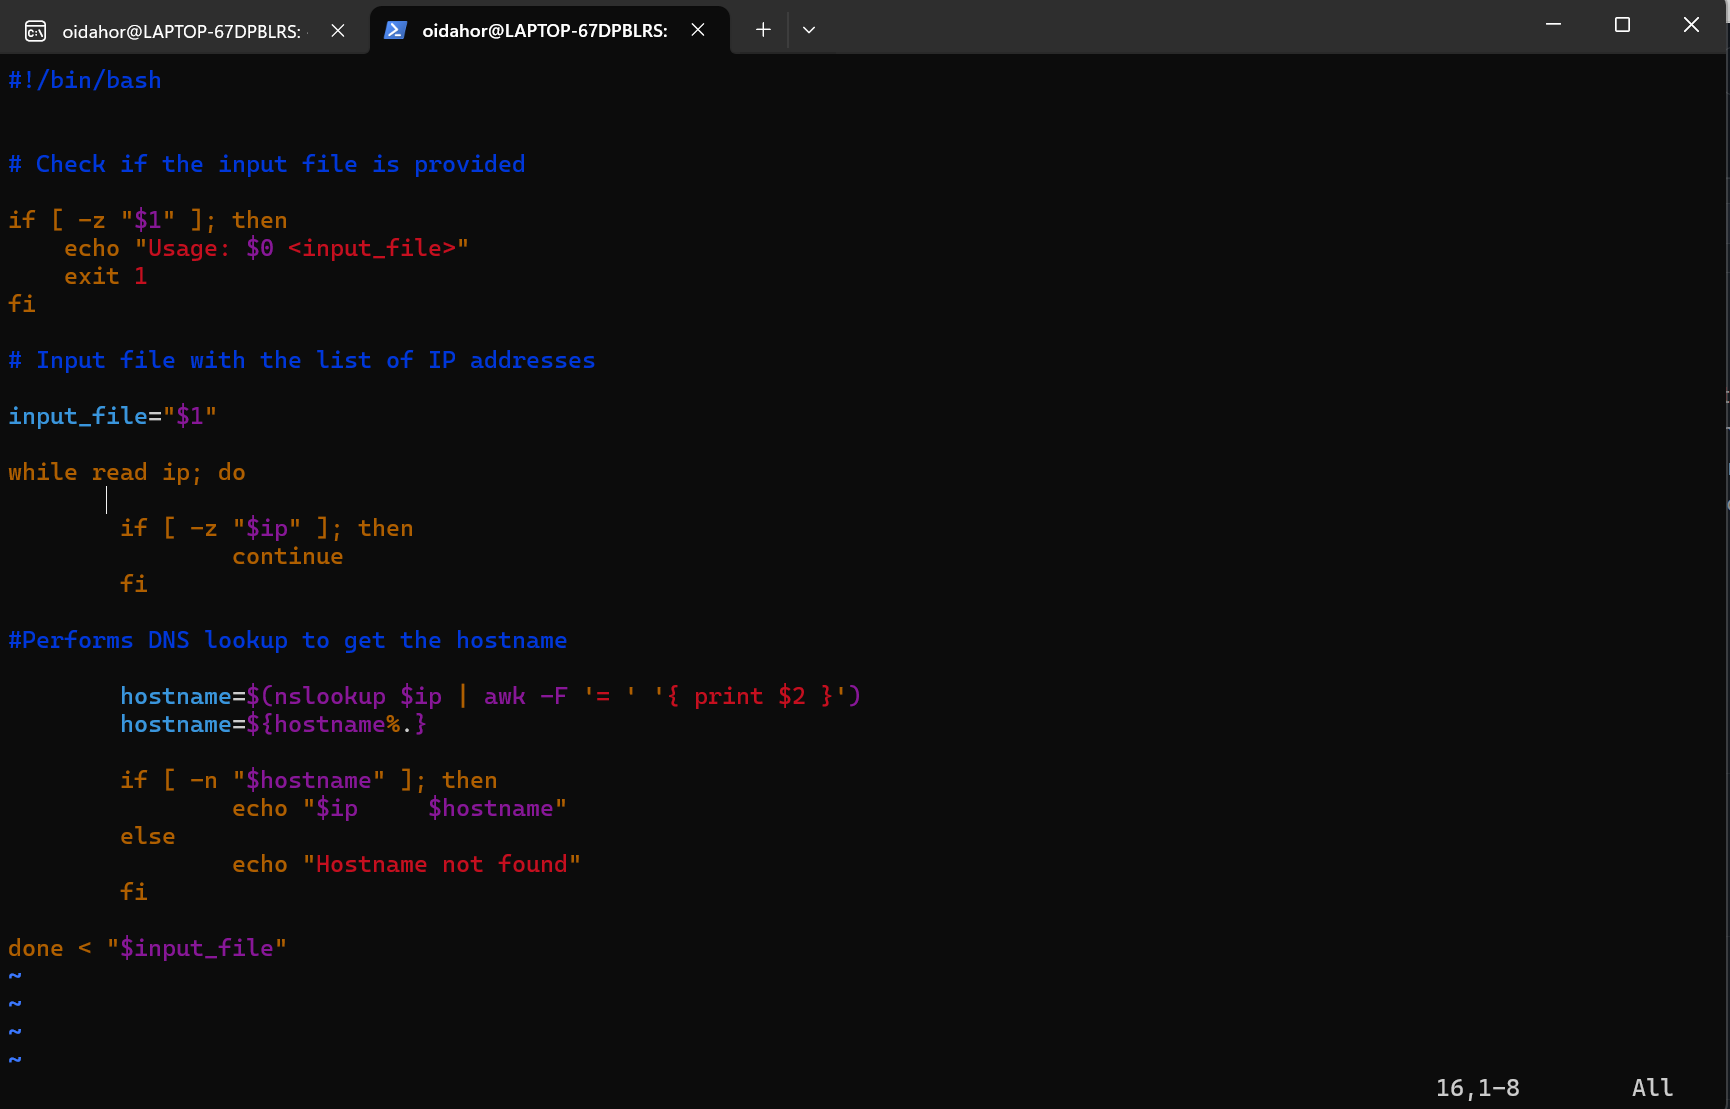 oidahor@LAPTOP-67DPBLRS:
oidahor@LAPTOP-67DPBLRS:
#!/bin/bash
# Check if the input file is provided
if [ -z "$1" ]; then
    echo "Usage: $0 <input_file>"
    exit 1
fi
# Input file with the list of IP addresses
input_file="$1"
while read ip; do
        if [ -z "$ip" ]; then
                continue
        fi
#Performs DNS lookup to get the hostname
        hostname=$(nslookup $ip | awk -F '= ' '{ print $2 }')
        hostname=${hostname%.}
        if [ -n "$hostname" ]; then
                echo "$ip     $hostname"
        else
                echo "Hostname not found"
        fi
done < "$input_file"
~
~
~
~
16,1-8        All